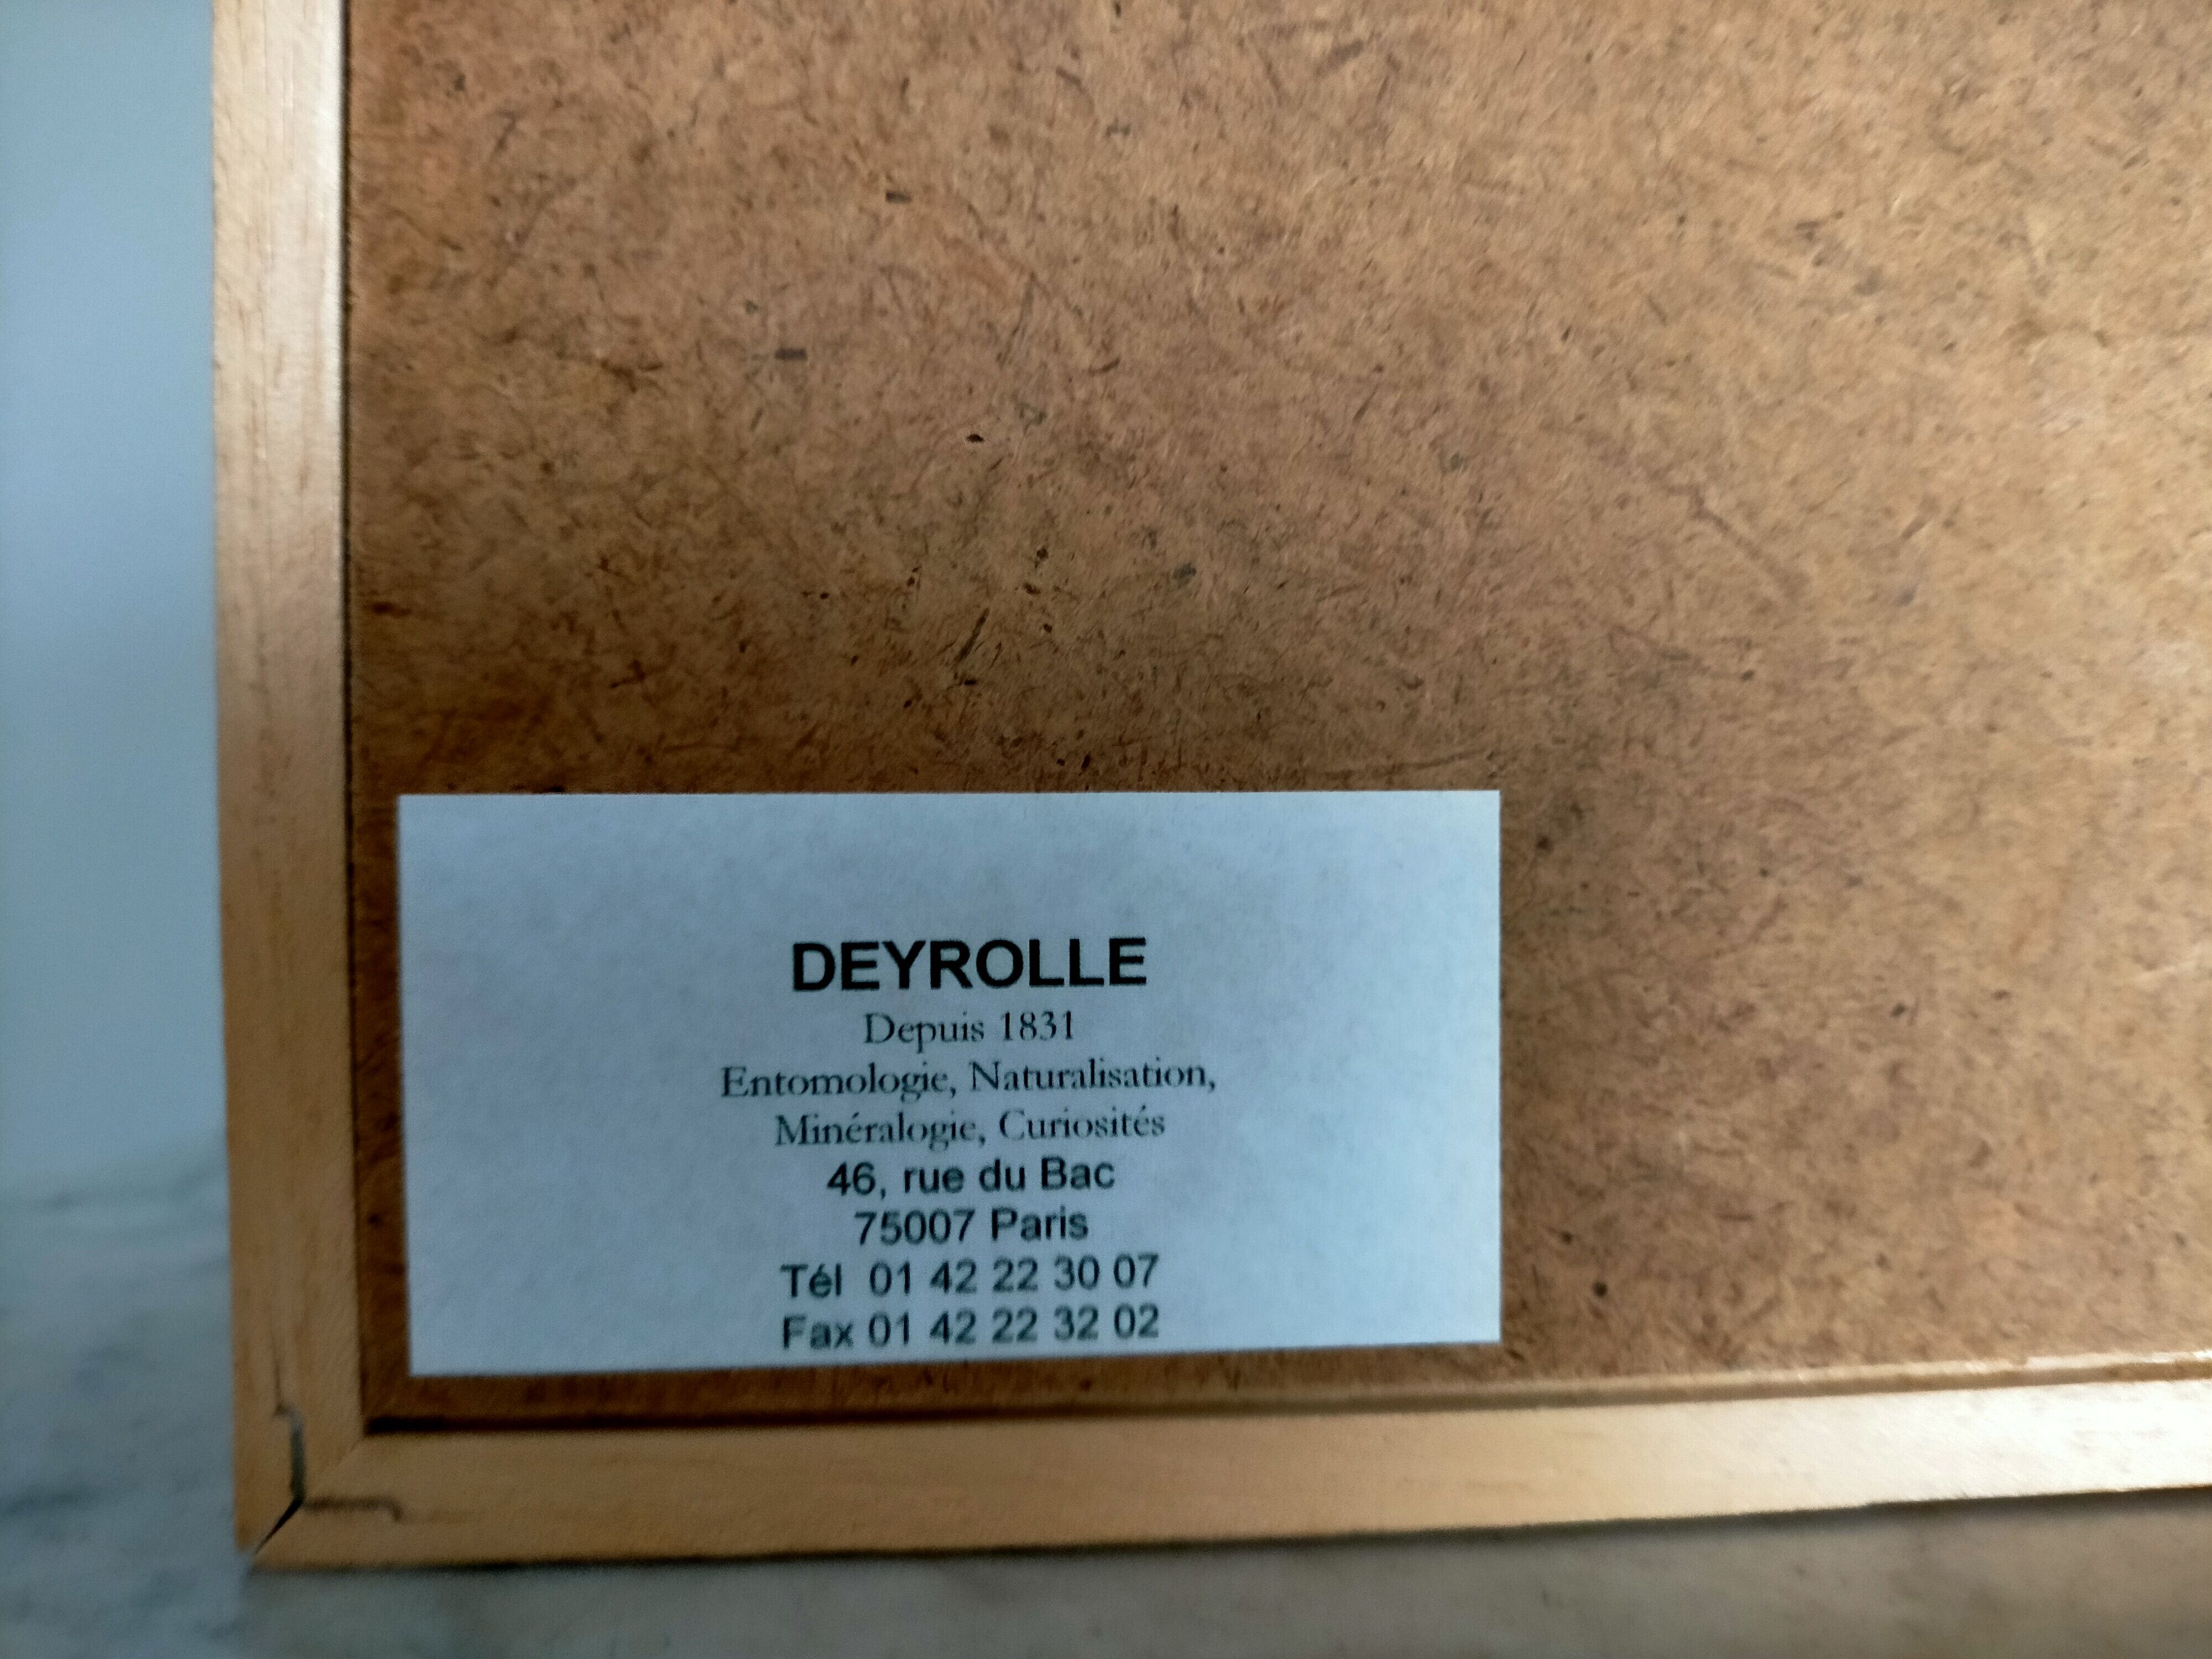 DEYROLLE
Depuis 1831
Entomologie, Naturalisation,
Minéralogie, Curiosités
46, rue du Bac
75007 Paris
Tél  01 42 22 30 07
Fax 01 42 22 32 02